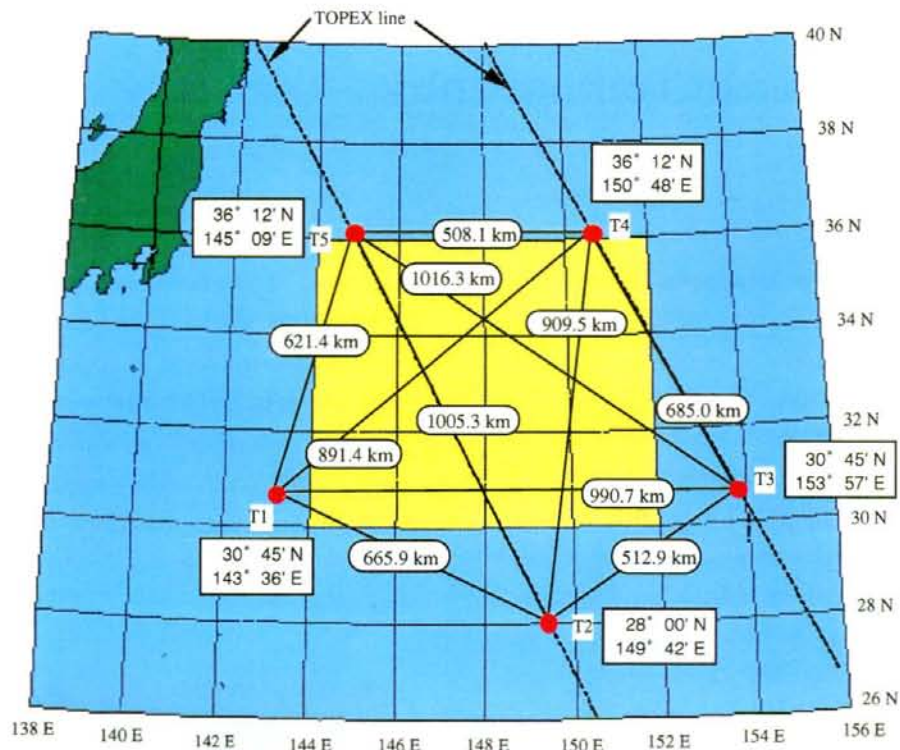 TOPEX line
40 N
38 N
36° 12' N
150° 48' E
36° 12' N
145° 09' E
T5
T4
36 N
508.1 km
1016.3 km
909.5 km
34 N
621.4 km
685.0 km
1005.3 km
32 N
891.4 km
30° 45' N
153° 57' E
T3
990.7 km
T1
30 N
30° 45' N
143° 36' E
665.9 km
512.9 km
T2
28° 00' N
149° 42' E
28 N
26 N
138 E 140 E 142 E 144 E 146 E 148 E 150 E 152 E 154 E 156 E